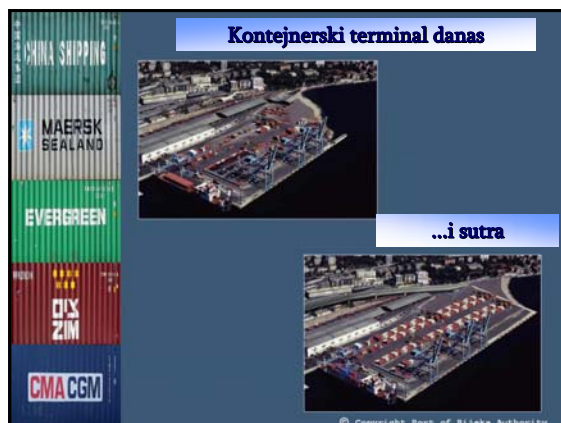 Kontejnerski terminal danas
CHINA SHIPPING
MAERSK
SEALAND
EVERGREEN
...i sutra
ZIM
CMA CGM
© Copyright Port of Rijeka Authority